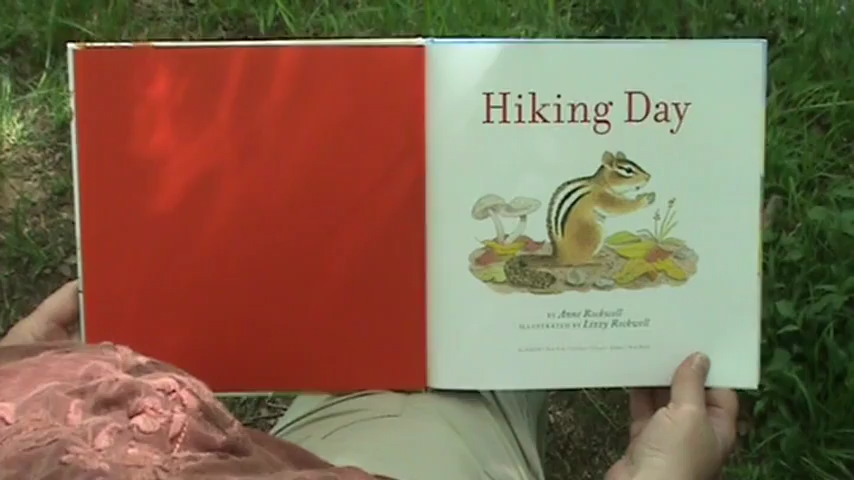 Hiking Day
BY Anne Rockwell
ILLUSTRATED BY Lizzy Rockwell